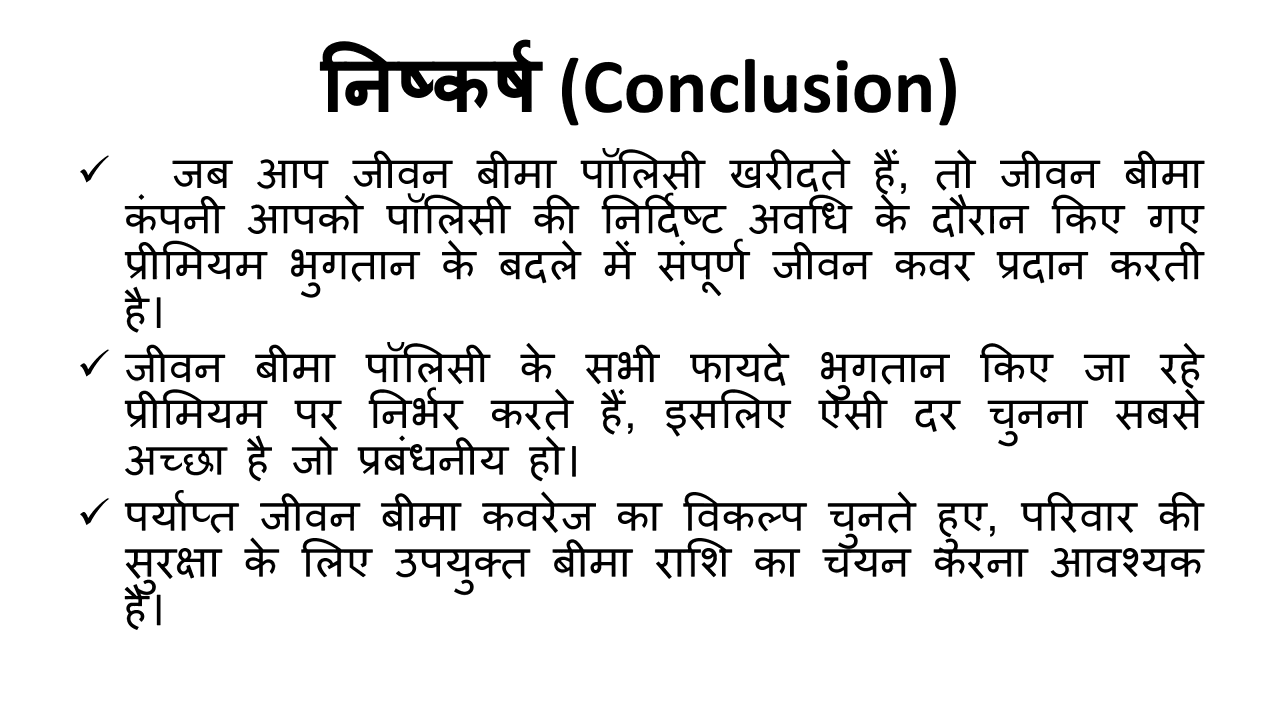 निष्कर्ष (Conclusion)
✓ जब आप जीवन बीमा पॉलिसी खरीदते हैं, तो जीवन बीमा
कंपनी आपको पॉलिसी की निर्दिष्ट अवधि के दौरान किए गए
प्रीमियम भुगतान के बदले में संपूर्ण जीवन कवर प्रदान करती
है।
✓ जीवन बीमा पॉलिसी के सभी फायदे भुगतान किए जा रहे
प्रीमियम पर निर्भर करते हैं, इसलिए ऐसी दर चुनना सबसे
अच्छा है जो प्रबंधनीय हो।
✓ पर्याप्त जीवन बीमा कवरेज का विकल्प चुनते हुए, परिवार की
सुरक्षा के लिए उपयुक्त बीमा राशि का चयन करना आवश्यक
है।